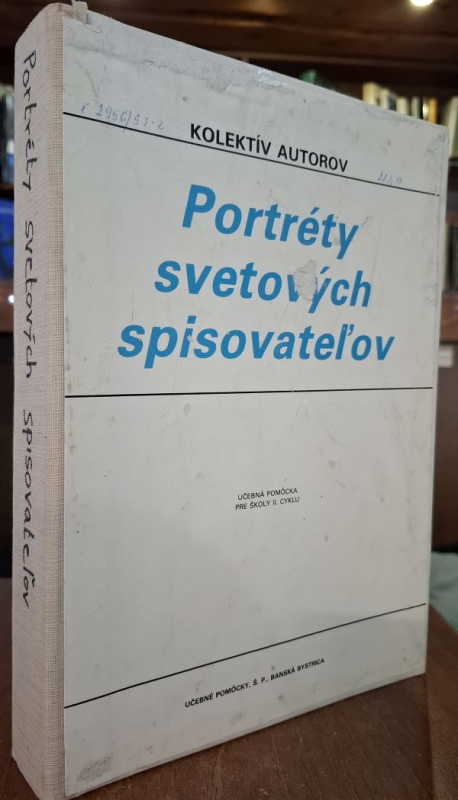 Portréty svetových spisovateľov
KOLEKTÍV AUTOROV
Portréty
svetových
spisovateľov
UČEBNÁ POMÔCKA
PRE ŠKOLY II. CYKLU
UČEBNÉ POMÔCKY, Š. P., BANSKÁ BYSTRICA